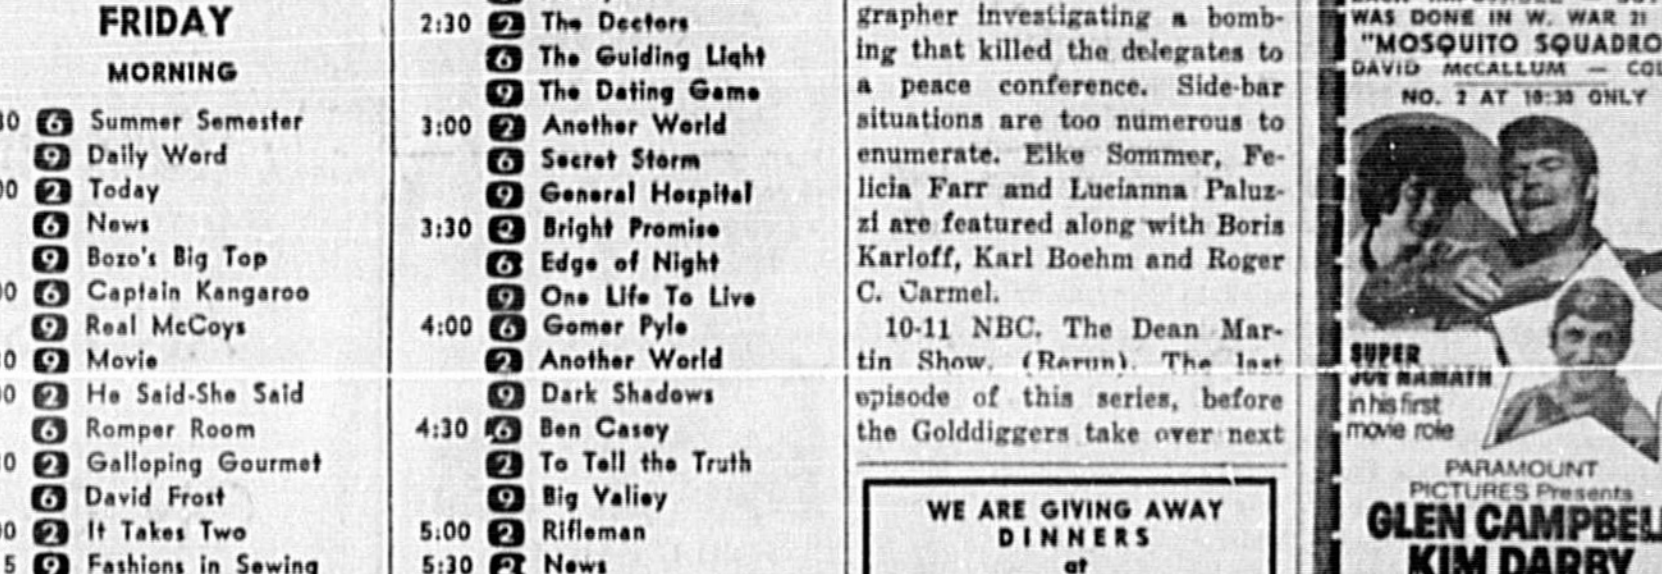 FRIDAY
MORNING
6 Summer Semester
9 Daily Word
2 Today
6 News
9 Bozo's Big Top
6 Captain Kangaroo
9 Real McCoys
9 Movie
2 He Said-She Said
6 Romper Room
2 Galloping Gourmet
6 David Frost
2 It Takes Two
9 Fashions in Sewing
2:30 2 The Doctors
6 The Guiding Light
9 The Dating Game
3:00 2 Another World
6 Secret Storm
9 General Hospital
3:30 2 Bright Promise
6 Edge of Night
9 One Life To Live
4:00 6 Gomer Pyle
2 Another World
9 Dark Shadows
4:30 6 Ben Casey
2 To Tell the Truth
9 Big Valley
5:00 2 Rifleman
5:30 2 News
grapher investigating a bomb-
ing that killed the delegates to
a peace conference. Side-bar
situations are too numerous to
enumerate. Elke Sommer, Fe-
licia Farr and Lucianna Paluz-
zi are featured along with Boris
Karloff, Karl Boehm and Roger
C. Carmel.
10-11 NBC. The Dean Mar-
tin Show. (Rerun). The last
episode of this series, before
the Golddiggers take over next
WE ARE GIVING AWAY
DINNERS
at
WAS DONE IN W. WAR
"MOSQUITO SQUADRO
DAVID McCALLUM — COL
NO. 2 AT 10:30 ONLY
SUPER
JOE NAMATH
in his first
movie role
PARAMOUNT
PICTURES Presents
GLEN CAMPBELL
KIM DARBY